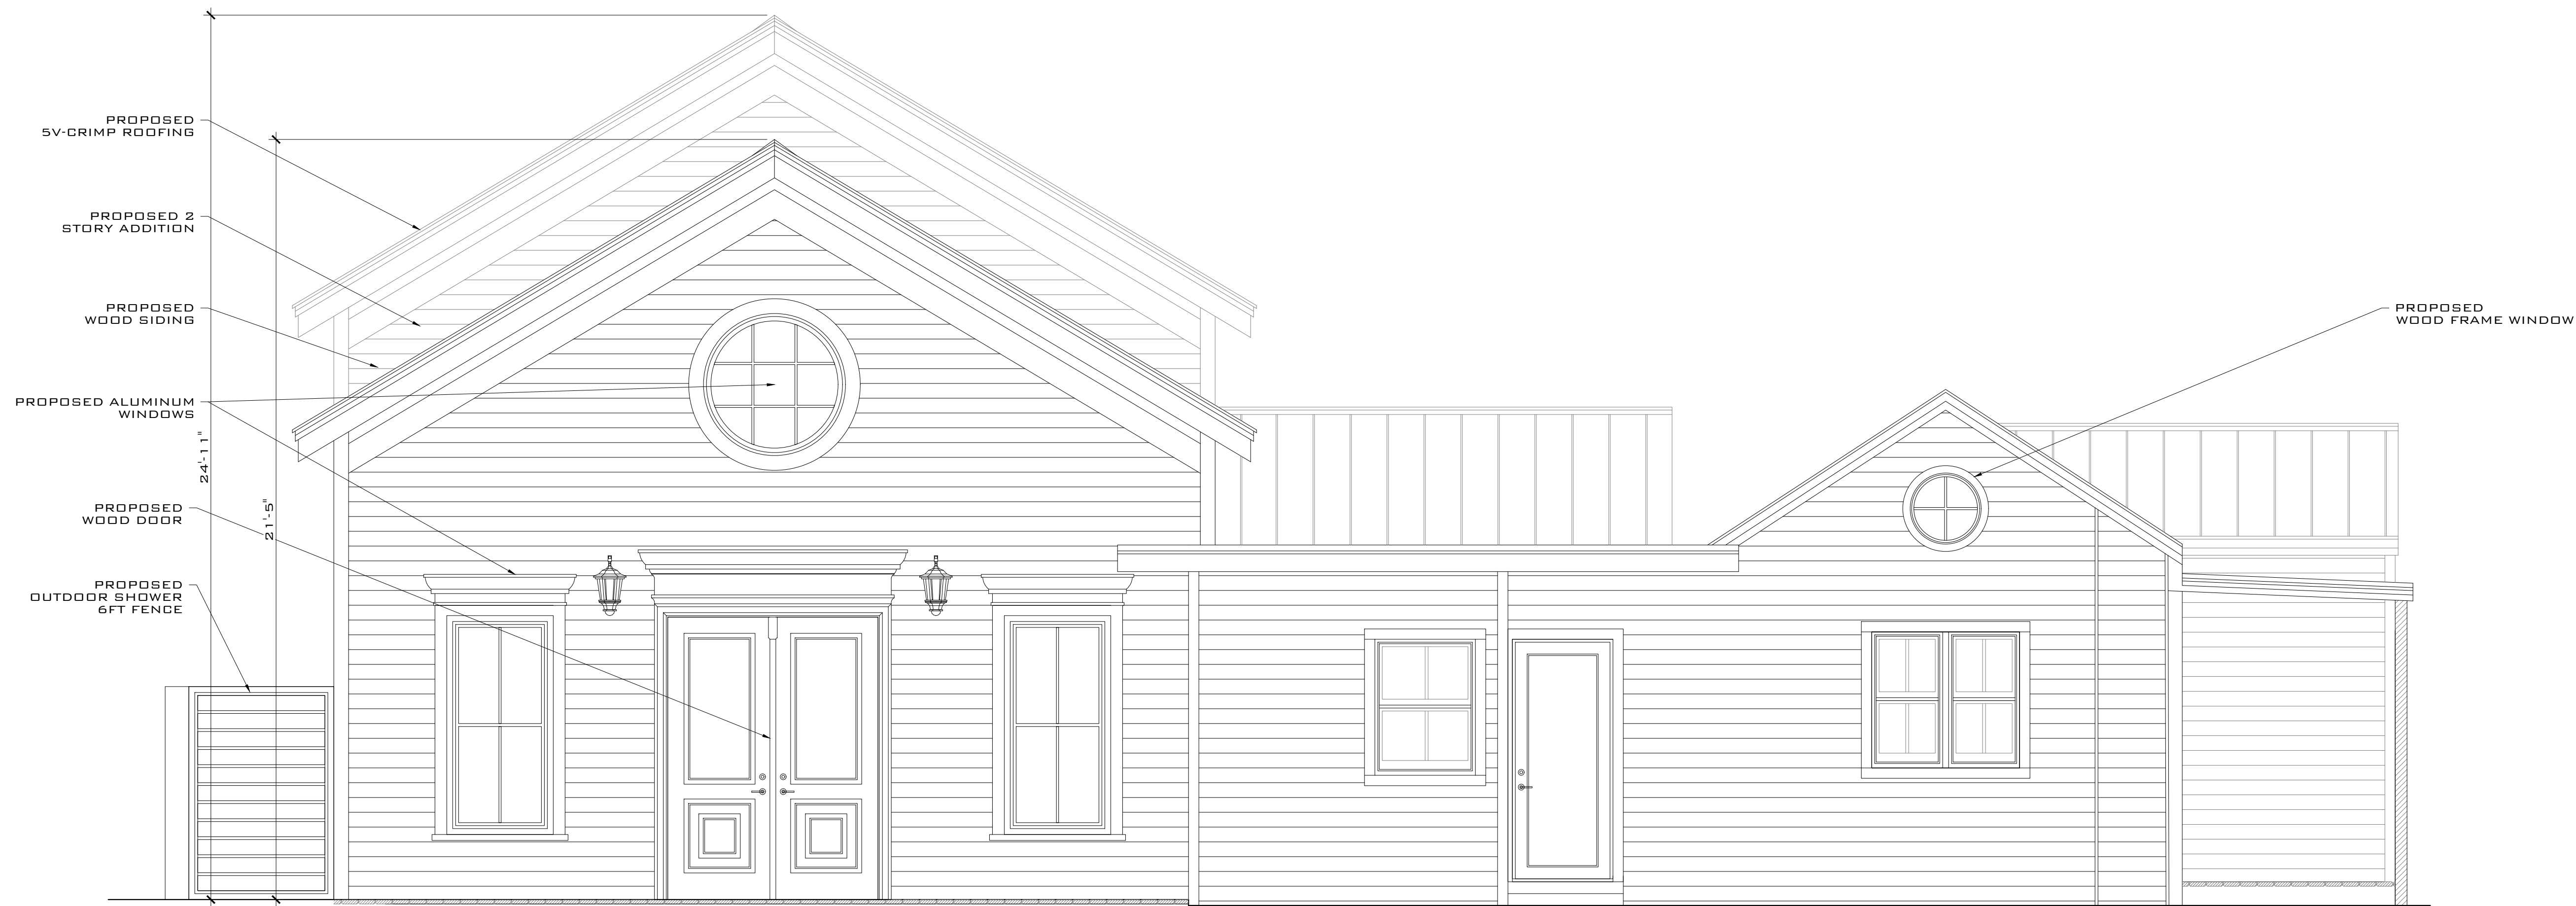 PROPOSED
5V-CRIMP ROOFING
PROPOSED 2
STORY ADDITION
PROPOSED
WOOD SIDING
PROPOSED ALUMINUM
WINDOWS
24'-11"
21'-5"
PROPOSED
WOOD DOOR
PROPOSED
OUTDOOR SHOWER
6FT FENCE
PROPOSED
WOOD FRAME WINDOW